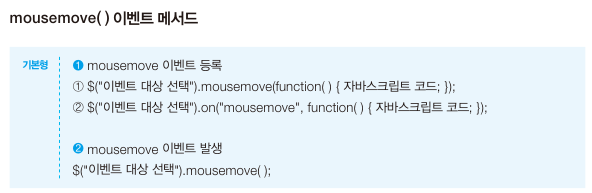 mousemove( ) 이벤트 메서드
기본형
❶ mousemove 이벤트 등록
① $("이벤트 대상 선택").mousemove(function( ) { 자바스크립트 코드; });
② $("이벤트 대상 선택").on("mousemove", function( ) { 자바스크립트 코드; });
❷ mousemove 이벤트 발생
$("이벤트 대상 선택").mousemove( );